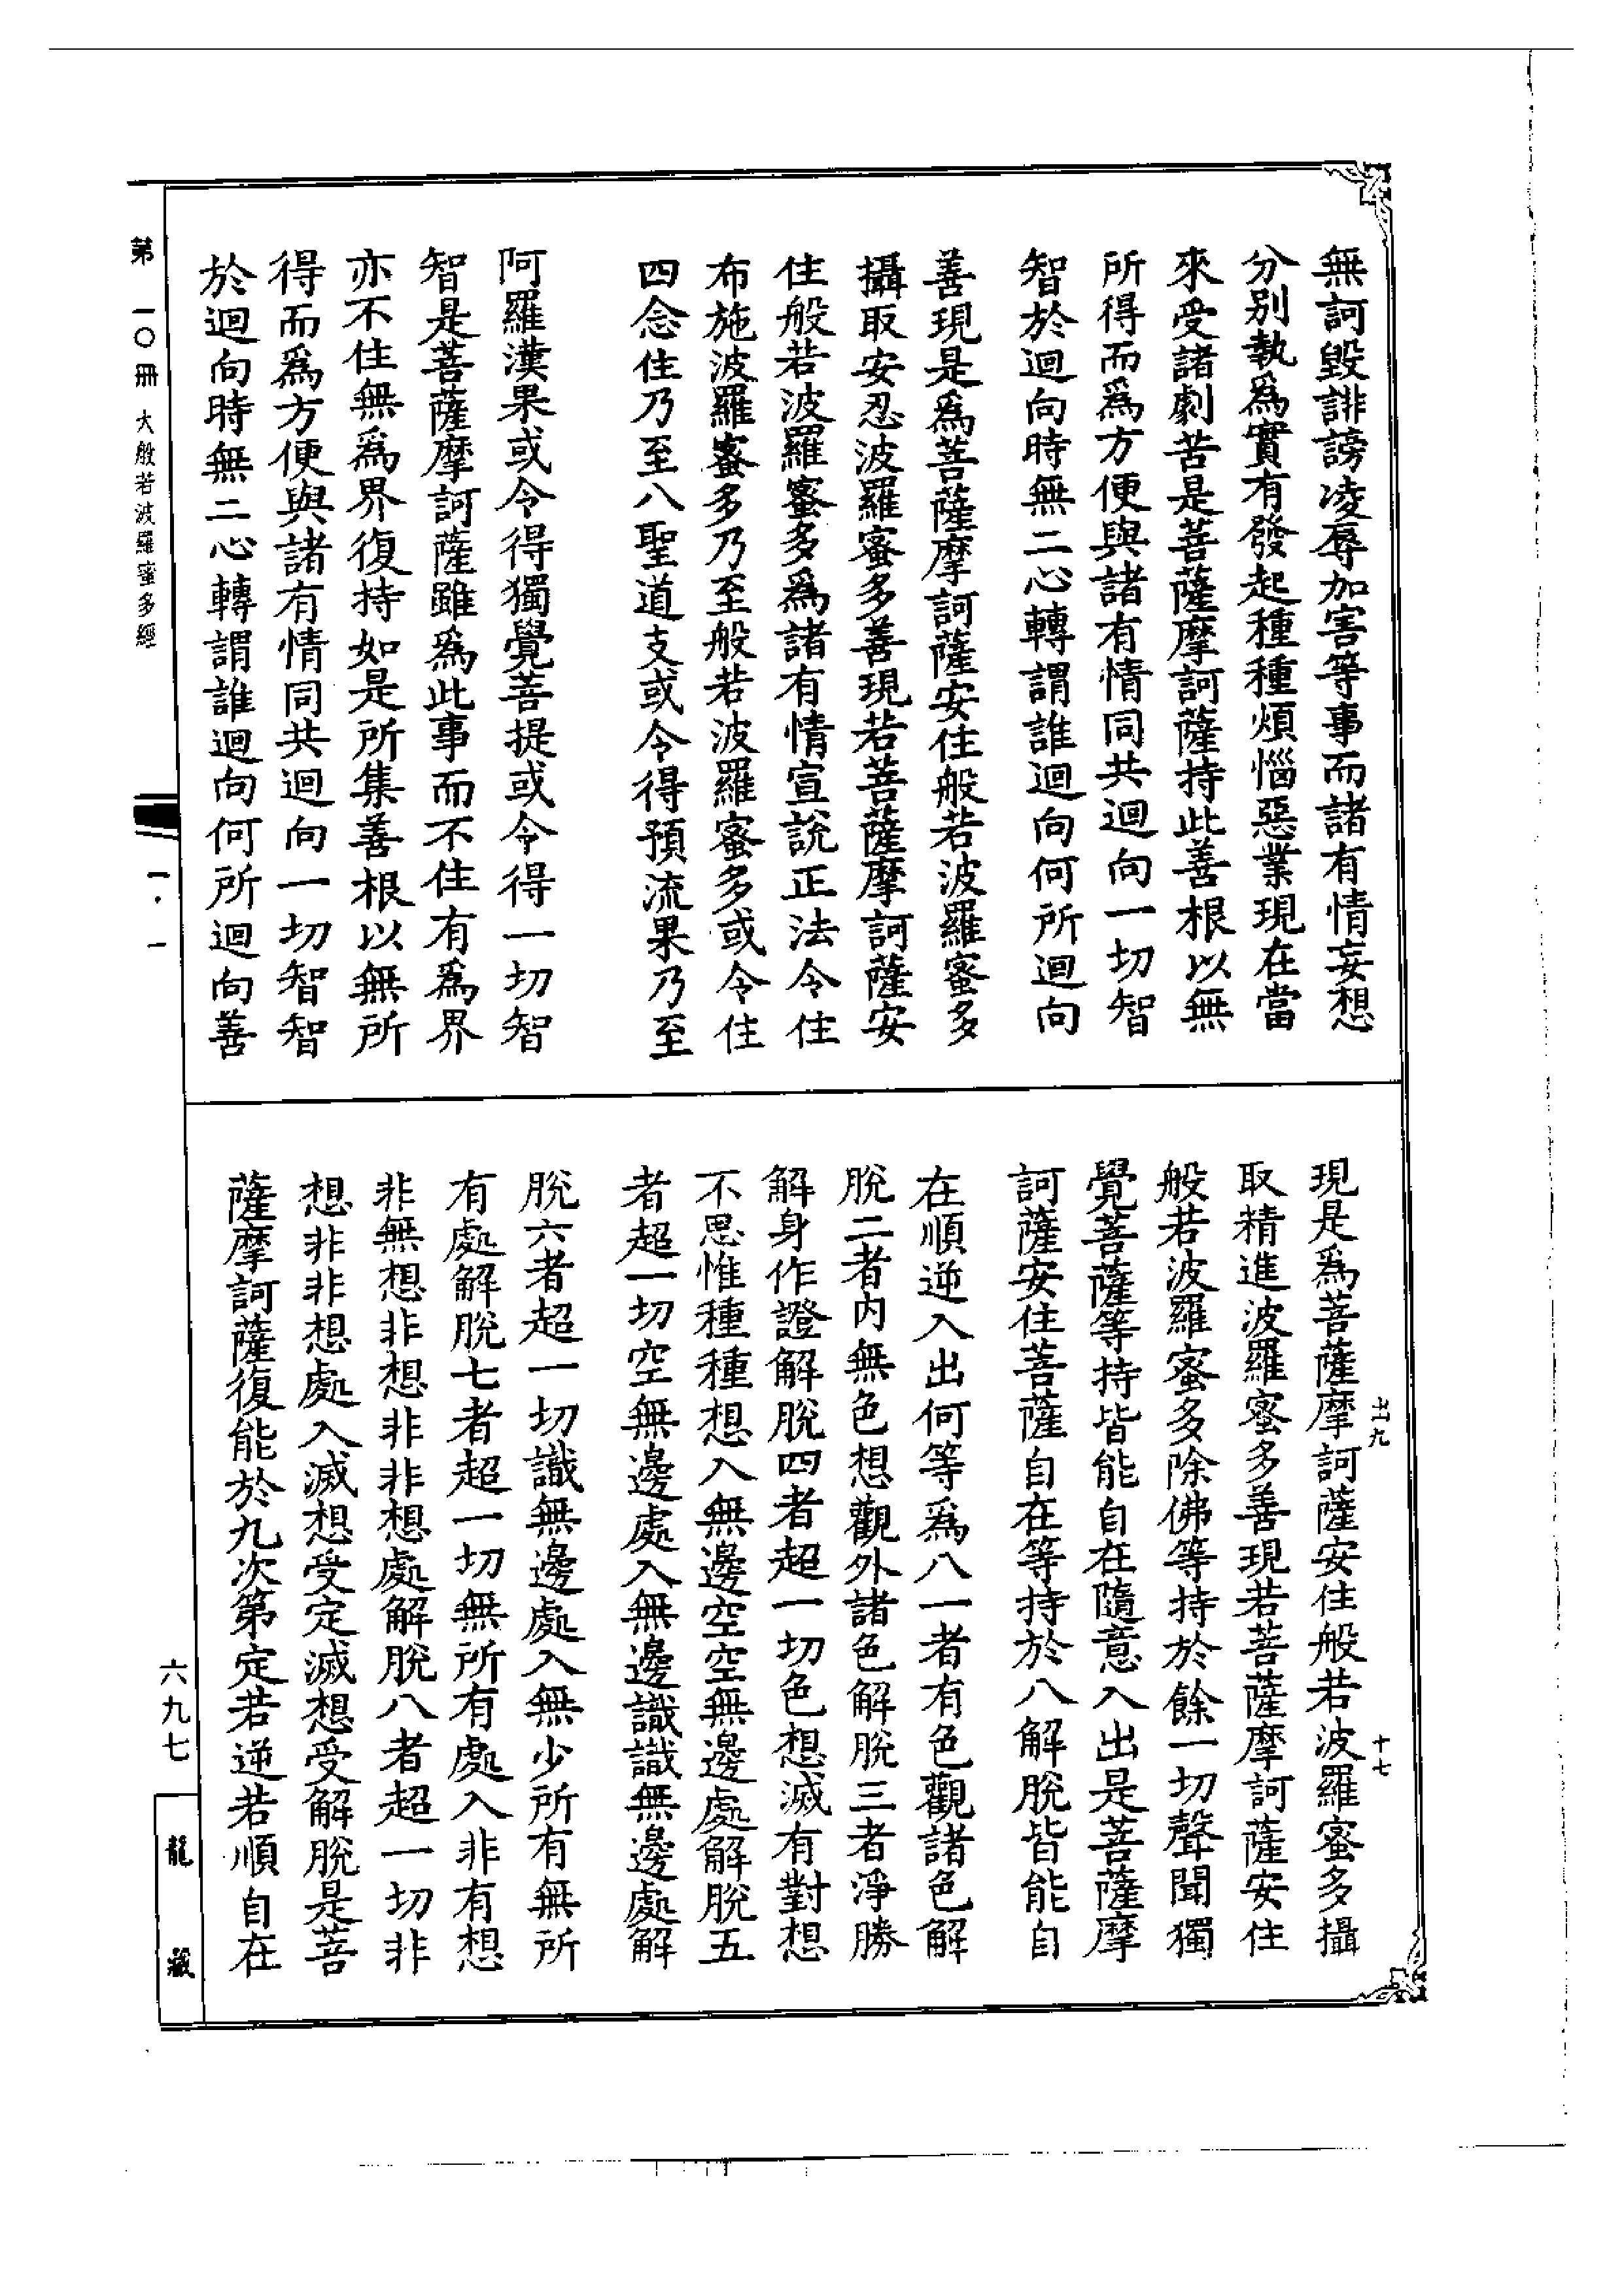 無訶毀誹謗凌辱加害等事而諸有情妄想
分別執爲實有發起種種煩惱惡業現在當
來受諸劇苦是菩薩摩訶薩持此善根以無
所得而爲方便與諸有情同共迴向一切智
智於迴向時無二心轉謂誰迴向何所迴向
善現是爲菩薩摩訶薩安住般若波羅蜜多
攝取安忍波羅蜜多善現若菩薩摩訶薩安
住般若波羅蜜多爲諸有情宣說正法令住
布施波羅蜜多乃至般若波羅蜜多或令住
四念住乃至八聖道支或令得預流果乃至
阿羅漢果或令得獨覺菩提或令得一切智
智是菩薩摩訶薩雖爲此事而不住有爲界
亦不住無爲界復持如是所集善根以無所
得而爲方便與諸有情同共迴向一切智智
於迴向時無二心轉謂誰迴向何所迴向善
現是爲菩薩摩訶薩安住般若波羅蜜多攝
取精進波羅蜜多善現若菩薩摩訶薩安住
般若波羅蜜多除佛等持於餘一切聲聞獨
覺菩薩等持皆能自在隨意入出是菩薩摩
訶薩安住菩薩自在等持於八解脫皆能自
在順逆入出何等爲八一者有色觀諸色解
脫二者內無色想觀外諸色解脫三者淨勝
解身作證解脫四者超一切色想滅有對想
不思惟種種想入無邊空空無邊處解脫五
者超一切空無邊處入無邊識識無邊處解
脫六者超一切識無邊處入無少所有無所
有處解脫七者超一切無所有處入非有想
非無想非想非非想處解脫八者超一切非
想非非想處入滅想受定滅想受解脫是菩
薩摩訶薩復能於九次第定若逆若順自在
出九
十七
第一〇冊 大般若波羅蜜多經
一·一
六九七
龍藏